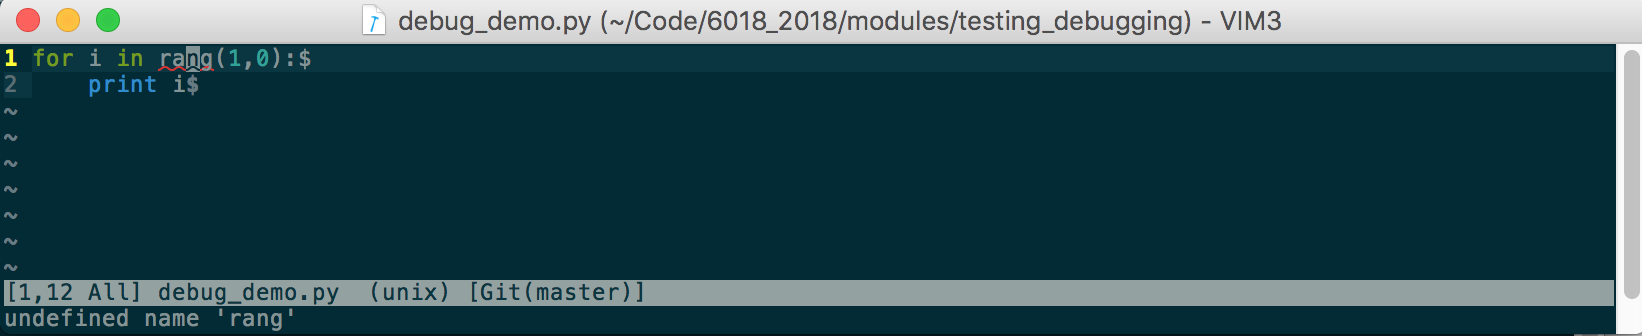 debug_demo.py (~/Code/6018_2018/modules/testing_debugging) - VIM3
1 for i in rang(1,0):$
2     print i$
~
~
~
~
~
~
~
[1,12 All] debug_demo.py  (unix) [Git(master)]
undefined name 'rang'